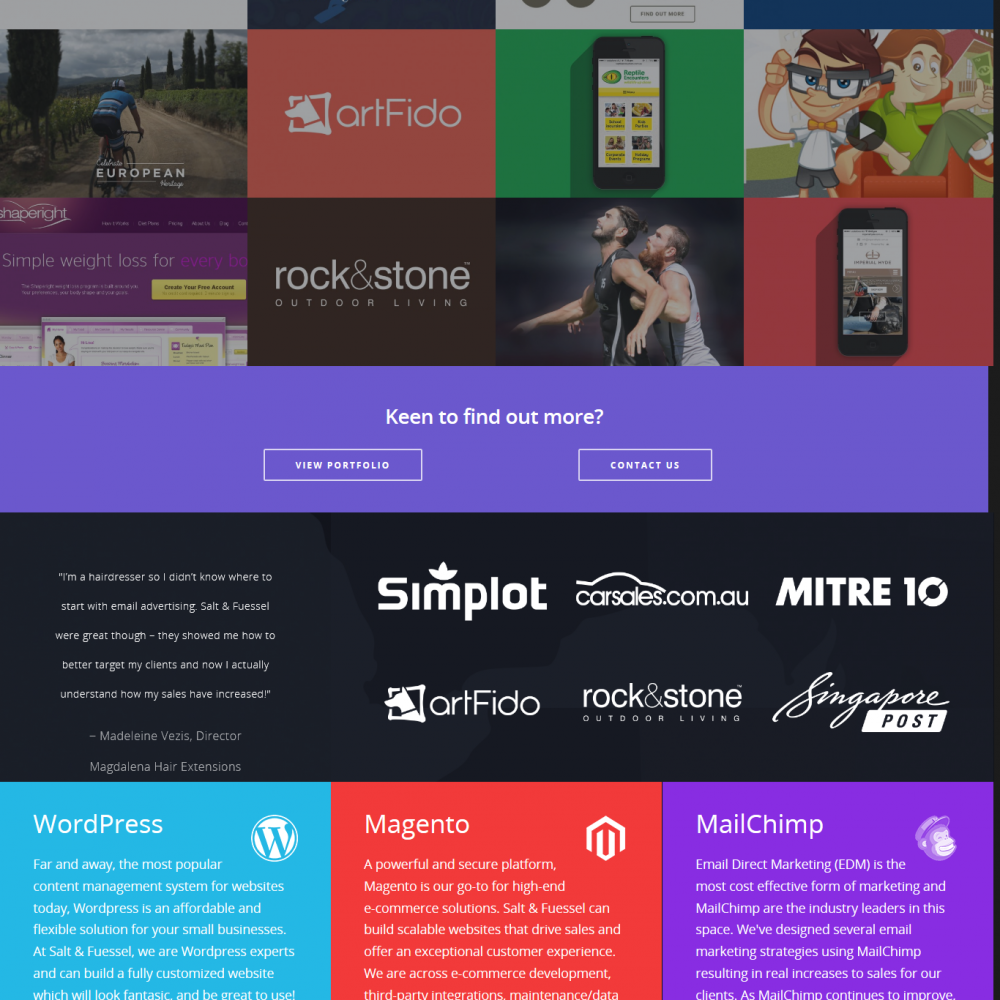 FIND OUT MORE
Celebrate
EUROPEAN
Heritage
artFido
Reptile
Encounters
shaperight
How it Works
Pricing
About Us
Blog
Simple weight loss for every bo
Create Your Free Account
rock&stone™
OUTDOOR LIVING
IMPERIAL HYDE
Keen to find out more?
VIEW PORTFOLIO
CONTACT US
"I'm a hairdresser so I didn't know where to
start with email advertising. Salt & Fuessel
were great though – they showed me how to
better target my clients and now I actually
understand how my sales have increased!"
– Madeleine Vezis, Director
Magdalena Hair Extensions
Simplot
carsales.com.au
MITRE 10
artFido
rock&stone™
OUTDOOR LIVING
Singapore
POST
WordPress
Far and away, the most popular
content management system for websites
today, Wordpress is an affordable and
flexible solution for your small businesses.
At Salt & Fuessel, we are Wordpress experts
and can build a fully customized website
which will look fantasic, and be great to use!
Magento
A powerful and secure platform,
Magento is our go-to for high-end
e-commerce solutions. Salt & Fuessel can
build scalable websites that drive sales and
offer an exceptional customer experience.
We are across e-commerce development,
third-party integrations, maintenance/data
MailChimp
Email Direct Marketing (EDM) is the
most cost effective form of marketing and
MailChimp are the industry leaders in this
space. We've designed several email
marketing strategies using MailChimp
resulting in real increases to sales for our
clients. As MailChimp continues to improve,